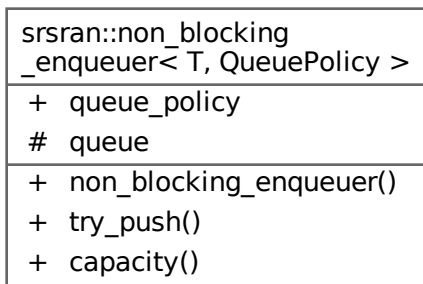 srsran::non_blocking
_enqueuer< T, QueuePolicy >
+ queue_policy
# queue
+ non_blocking_enqueuer()
+ try_push()
+ capacity()